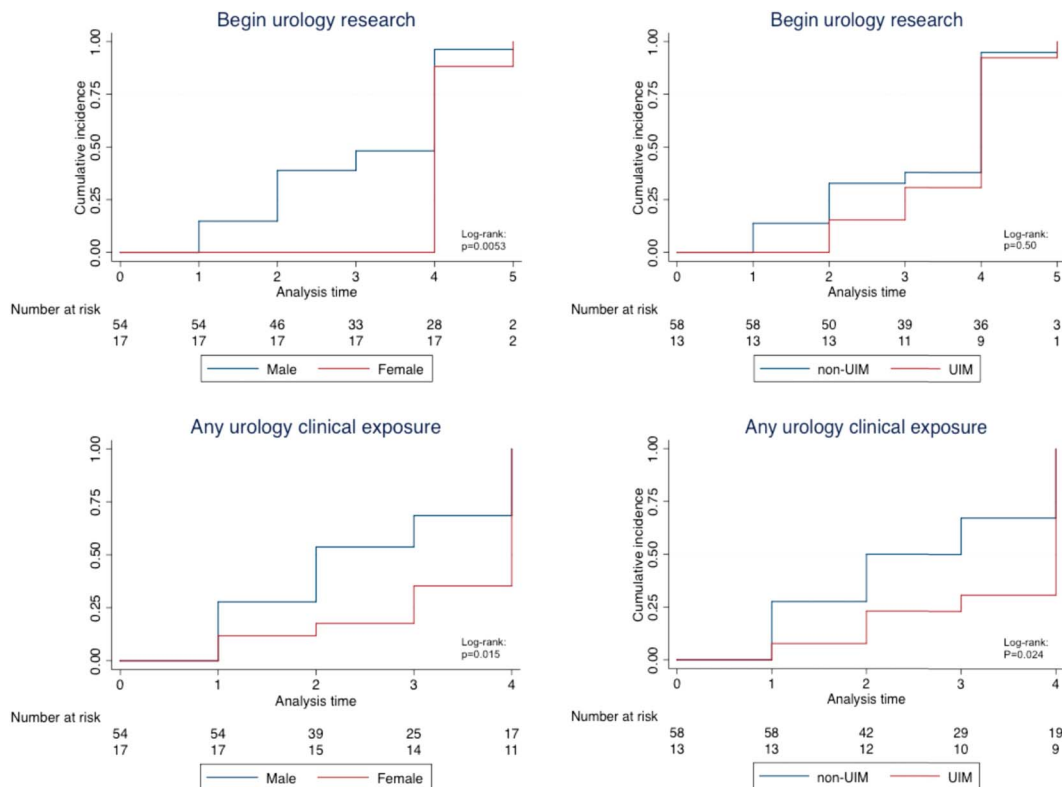 Begin urology research
Cumulative incidence
1.00
0.75
0.50
0.25
0.00
Log-rank:
p=0.0053
0 1 2 3 4 5
Analysis time
Number at risk
54 54 46 33 28 2
17 17 17 17 17 2
Male Female
Begin urology research
Cumulative incidence
1.00
0.75
0.50
0.25
0.00
Log-rank:
p=0.50
0 1 2 3 4 5
Analysis time
Number at risk
58 58 50 39 36 3
13 13 13 11 9 1
non-UIM UIM
Any urology clinical exposure
1.00
0.75
0.50
0.25
0.00
Log-rank:
p=0.015
0 1 2 3 4
Analysis time
Number at risk
54 54 39 25 17
17 17 15 14 11
Male Female
Any urology clinical exposure
Cumulative incidence
1.00
0.75
0.50
0.25
0.00
Log-rank:
P=0.024
0 1 2 3 4
Analysis time
Number at risk
58 58 42 29 19
13 13 12 10 9
non-UIM UIM